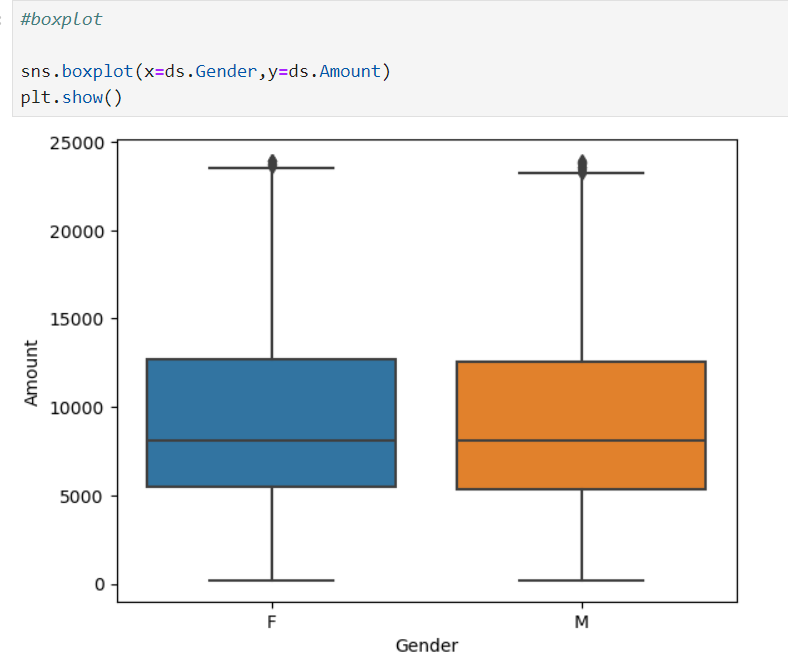 #boxplot
sns.boxplot(x=ds.Gender,y=ds.Amount)
plt.show()
25000
20000
15000
10000
5000
0
Amount
F M
Gender